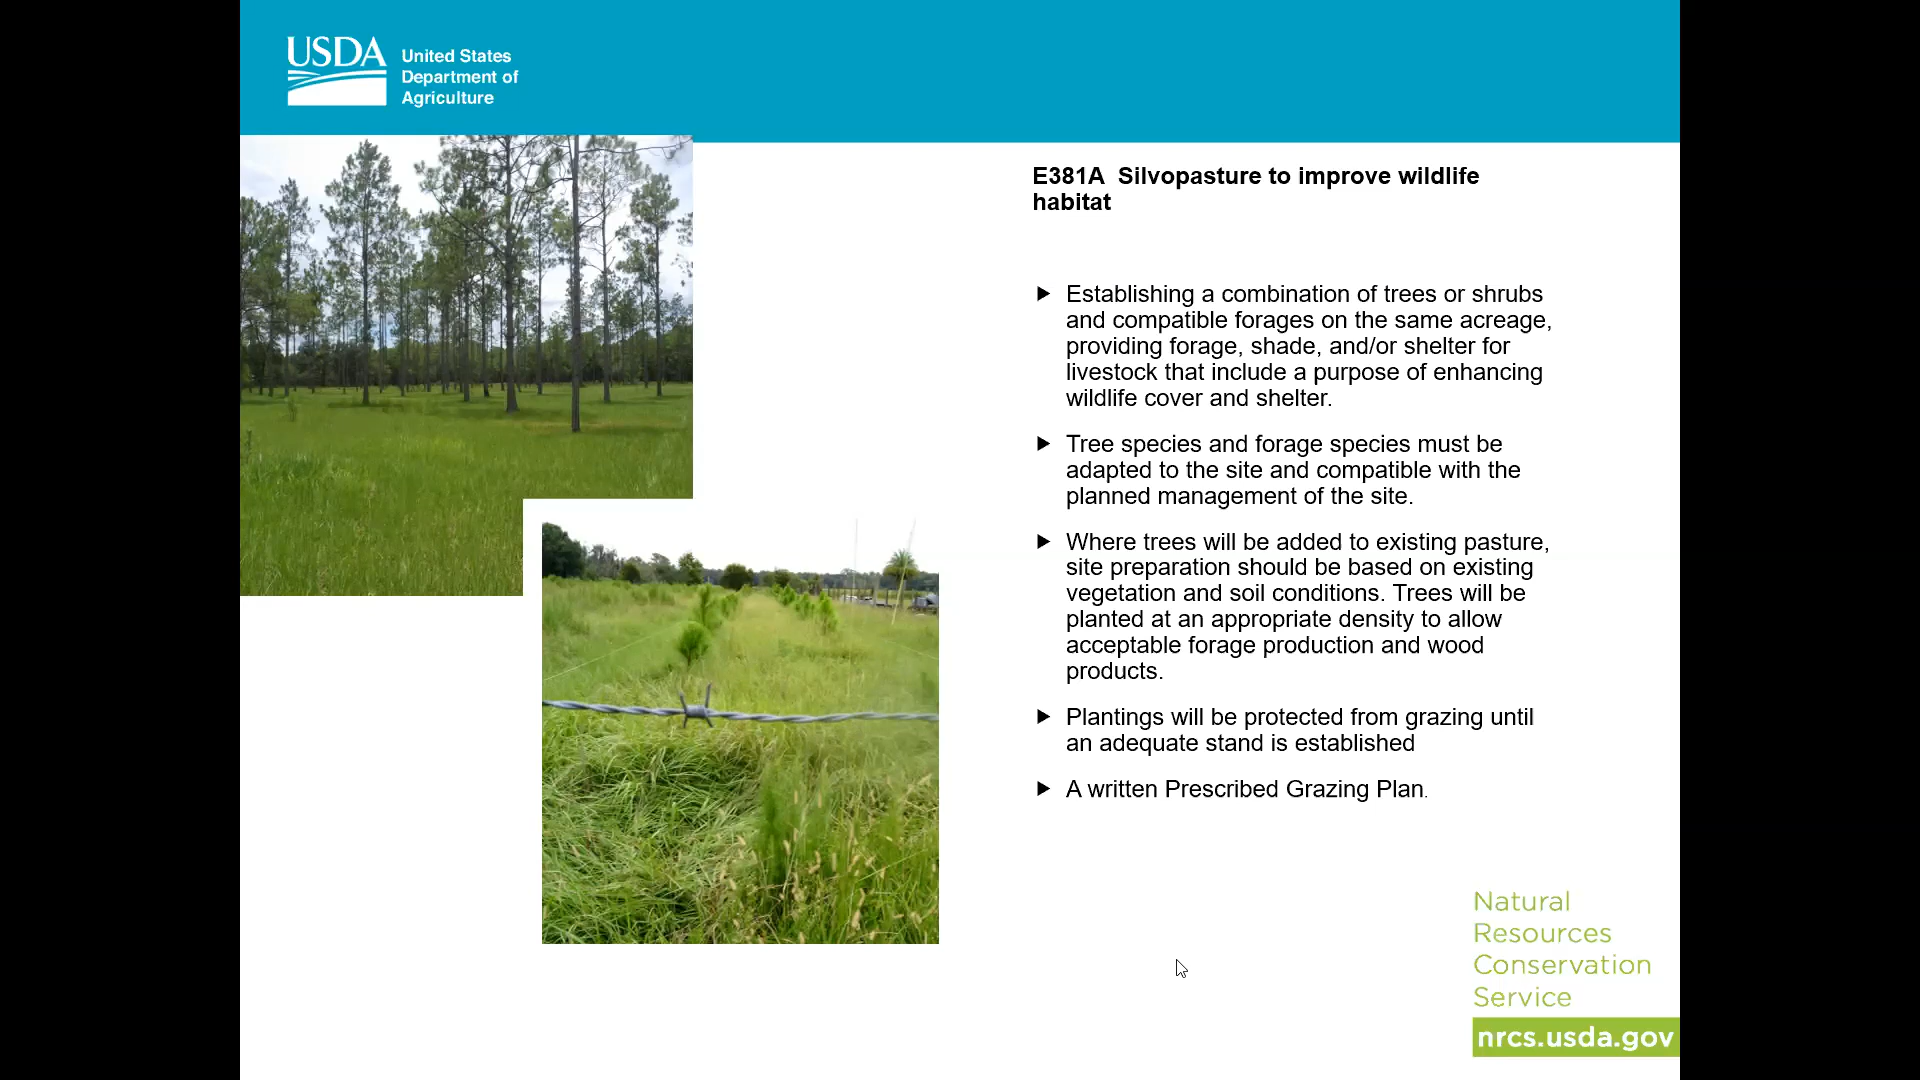 USDA
United States
Department of
Agriculture
E381A  Silvopasture to improve wildlife
habitat
Establishing a combination of trees or shrubs
and compatible forages on the same acreage,
providing forage, shade, and/or shelter for
livestock that include a purpose of enhancing
wildlife cover and shelter.
Tree species and forage species must be
adapted to the site and compatible with the
planned management of the site.
Where trees will be added to existing pasture,
site preparation should be based on existing
vegetation and soil conditions. Trees will be
planted at an appropriate density to allow
acceptable forage production and wood
products.
Plantings will be protected from grazing until
an adequate stand is established
A written Prescribed Grazing Plan.
Natural
Resources
Conservation
Service
nrcs.usda.gov